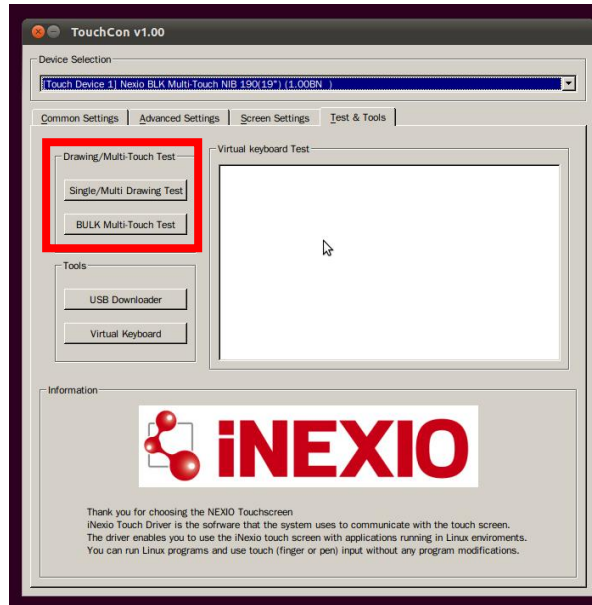 TouchCon v1.00
Device Selection
[Touch Device 1] Nexio BLK Multi-Touch NIB 190(19") (1.00BN )
Common Settings Advanced Settings Screen Settings Test & Tools
Drawing/Multi-Touch Test
Single/Multi Drawing Test
BULK Multi-Touch Test
Virtual keyboard Test
Tools
USB Downloader
Virtual Keyboard
Information
iNEXIO
Thank you for choosing the NEXIO Touchscreen
iNexio Touch Driver is the sofrware that the system uses to communicate with the touch screen.
The driver enables you to use the iNexio touch screen with applications running in Linux enviroments.
You can run Linux programs and use touch (finger or pen) input without any program modifications.